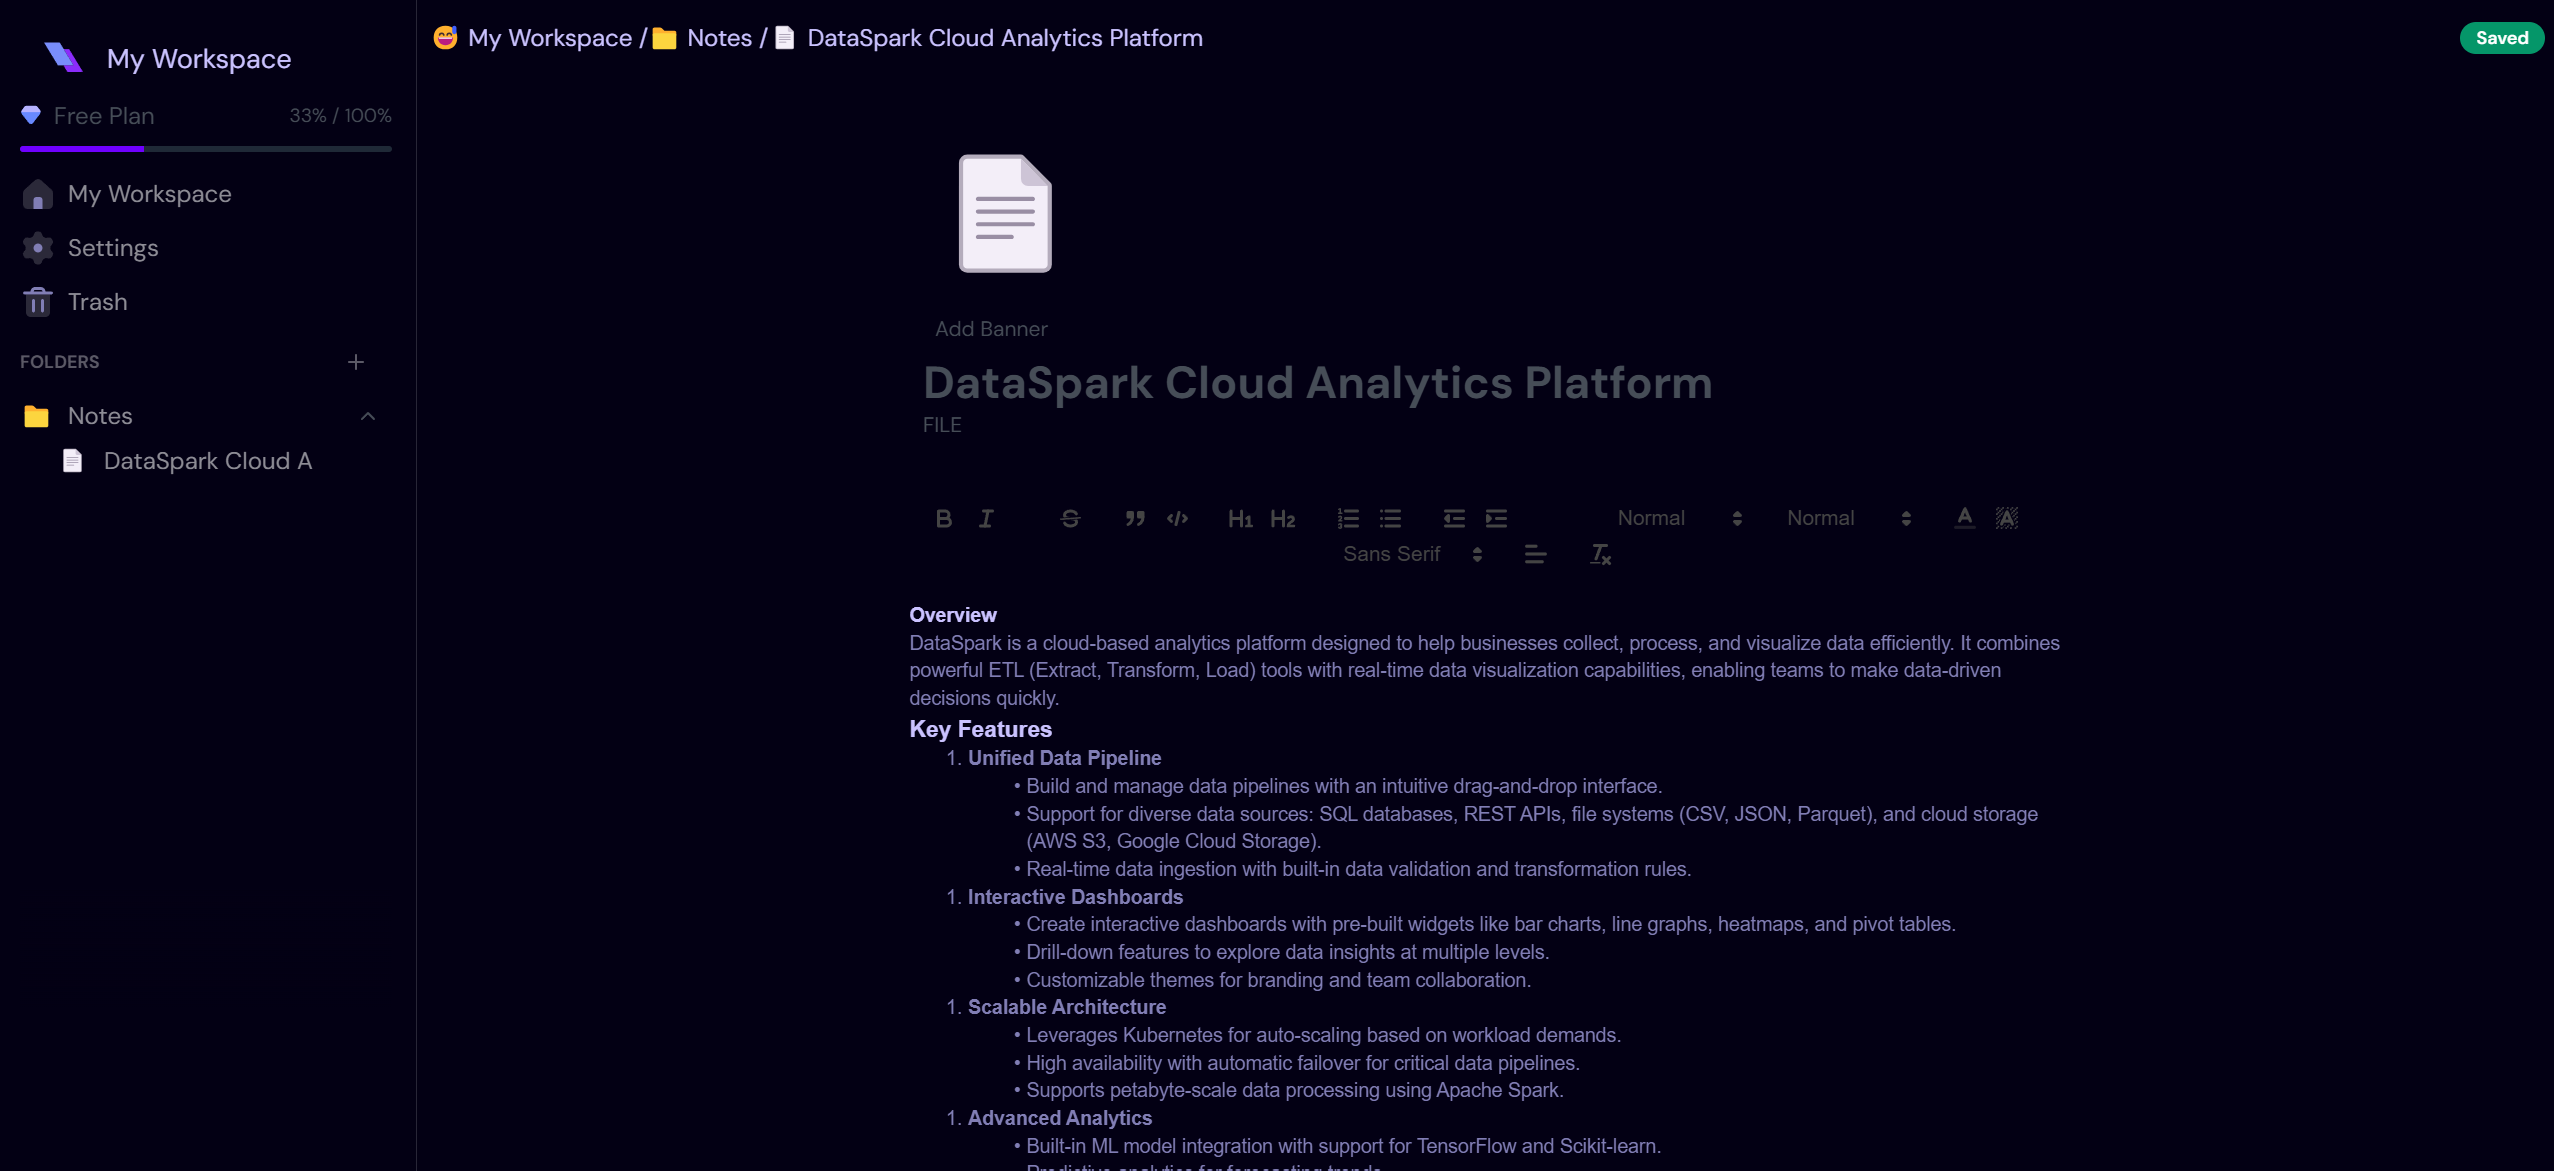 My Workspace
Free Plan
33% / 100%
My Workspace
Settings
Trash
FOLDERS
Notes
DataSpark Cloud A
My Workspace / Notes / DataSpark Cloud Analytics Platform
Saved
Add Banner
DataSpark Cloud Analytics Platform
FILE
B I S H1 H2 Normal Normal A A
Sans Serif
Overview
DataSpark is a cloud-based analytics platform designed to help businesses collect, process, and visualize data efficiently. It combines
powerful ETL (Extract, Transform, Load) tools with real-time data visualization capabilities, enabling teams to make data-driven
decisions quickly.
Key Features
1. Unified Data Pipeline
• Build and manage data pipelines with an intuitive drag-and-drop interface.
• Support for diverse data sources: SQL databases, REST APIs, file systems (CSV, JSON, Parquet), and cloud storage
(AWS S3, Google Cloud Storage).
• Real-time data ingestion with built-in data validation and transformation rules.
1. Interactive Dashboards
• Create interactive dashboards with pre-built widgets like bar charts, line graphs, heatmaps, and pivot tables.
• Drill-down features to explore data insights at multiple levels.
• Customizable themes for branding and team collaboration.
1. Scalable Architecture
• Leverages Kubernetes for auto-scaling based on workload demands.
• High availability with automatic failover for critical data pipelines.
• Supports petabyte-scale data processing using Apache Spark.
1. Advanced Analytics
• Built-in ML model integration with support for TensorFlow and Scikit-learn.
• Predictive analytics for forecasting trends.